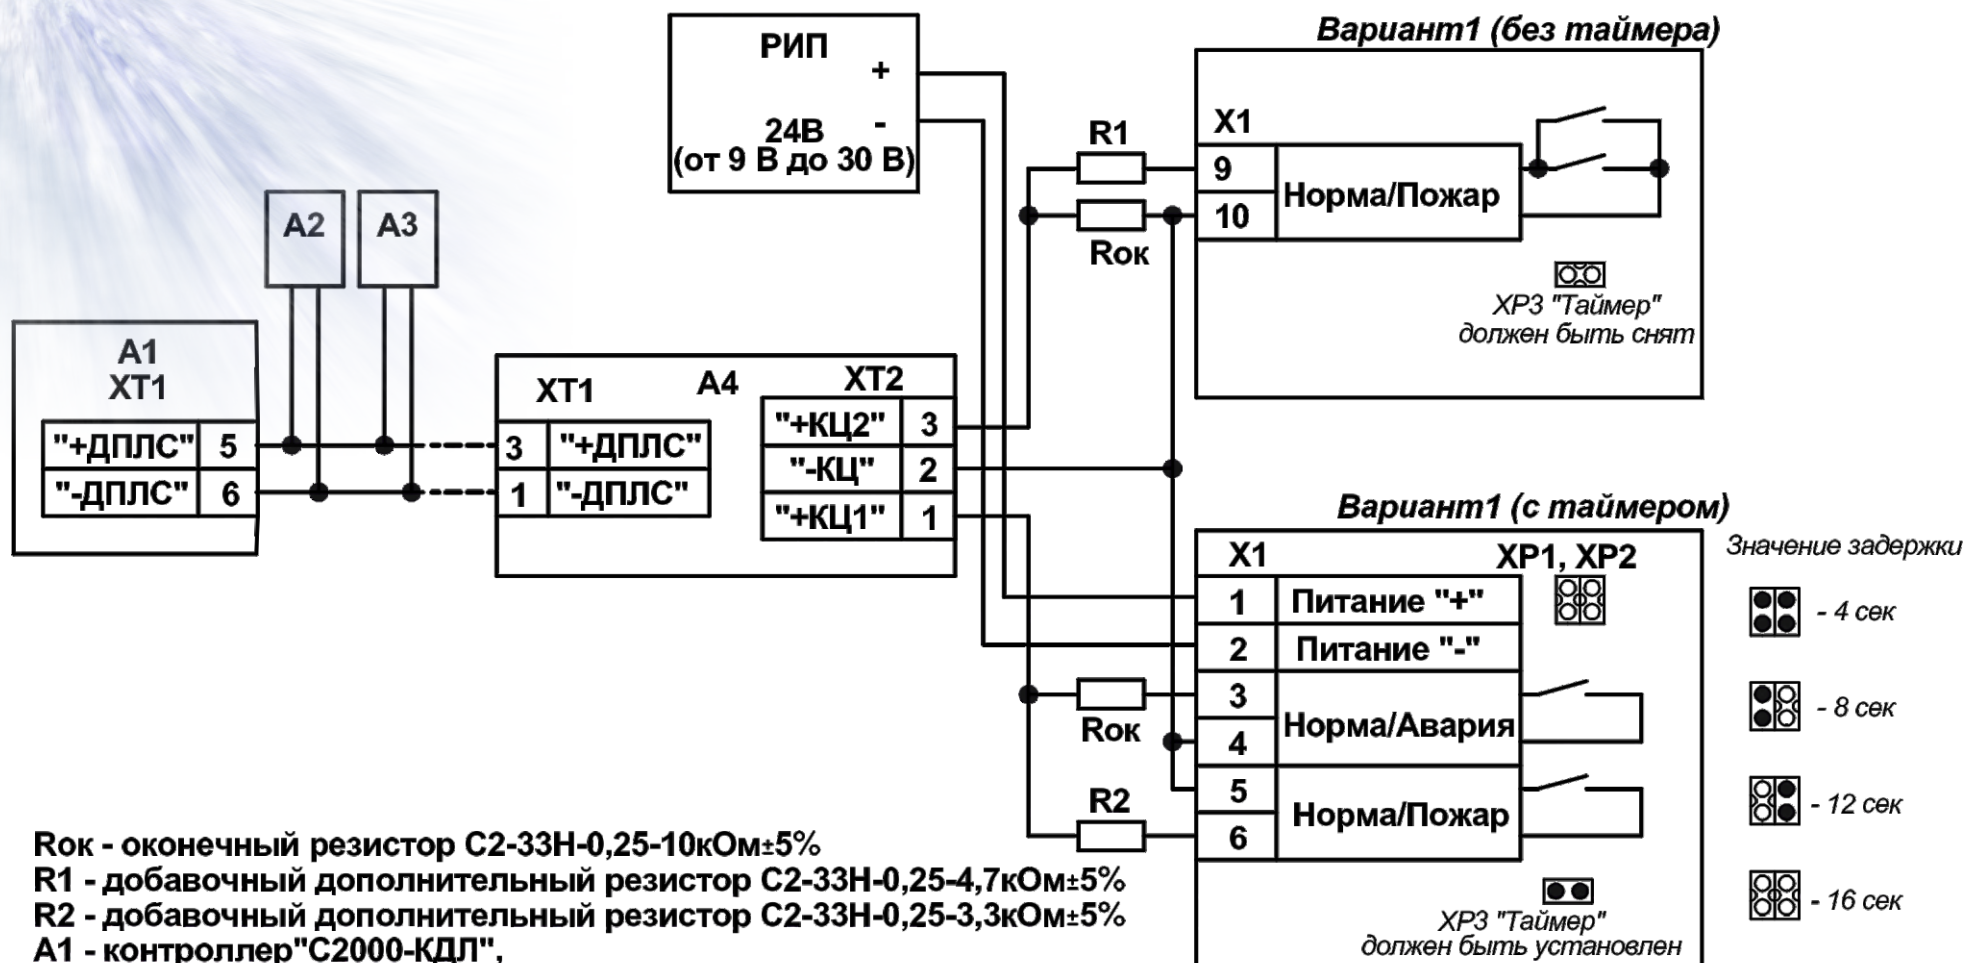 РИП
+
24В
-
(от 9 В до 30 В)
Вариант1 (без таймера)
X1
R1
9
10
Норма/Пожар
Rок
XP3 "Таймер"
должен быть снят
A2
A3
A1
XT1
"+ДПЛС" 5
"-ДПЛС" 6
XT1
A4
XT2
3 "+ДПЛС"
1 "-ДПЛС"
"+КЦ2" 3
"-КЦ" 2
"+КЦ1" 1
Вариант1 (с таймером)
X1
XP1, XP2
1 Питание "+"
2 Питание "-"
3
4
Норма/Авария
5
6
Норма/Пожар
Rок
R2
XP3 "Таймер"
должен быть установлен
Значение задержки
- 4 сек
- 8 сек
- 12 сек
- 16 сек
Rок - оконечный резистор С2-33Н-0,25-10кОм±5%
R1 - добавочный дополнительный резистор С2-33Н-0,25-4,7кОм±5%
R2 - добавочный дополнительный резистор С2-33Н-0,25-3,3кОм±5%
A1 - контроллер"С2000-КДЛ",